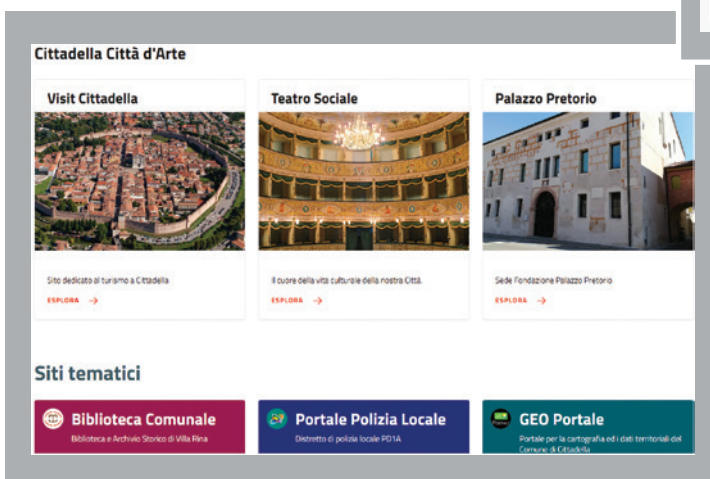 Cittadella Città d'Arte
Visit Cittadella
Teatro Sociale
Palazzo Pretorio
Sito dedicato al turismo a Cittadella
Il cuore della vita culturale della nostra Città.
Sede Fondazione Palazzo Pretorio
ESPLORA →
ESPLORA →
ESPLORA →
Siti tematici
Biblioteca Comunale
Biblioteca e Archivio Storico di Villa Rina
Portale Polizia Locale
Distretto di polizia locale PD1A
GEO Portale
Portale per la cartografia ed i dati territoriali del
Comune di Cittadella